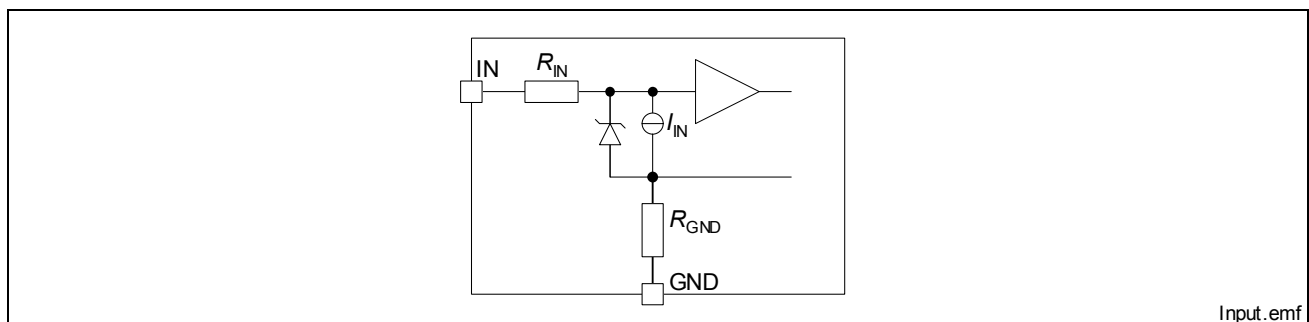 IN
R_IN
I_IN
R_GND
GND
Input.emf